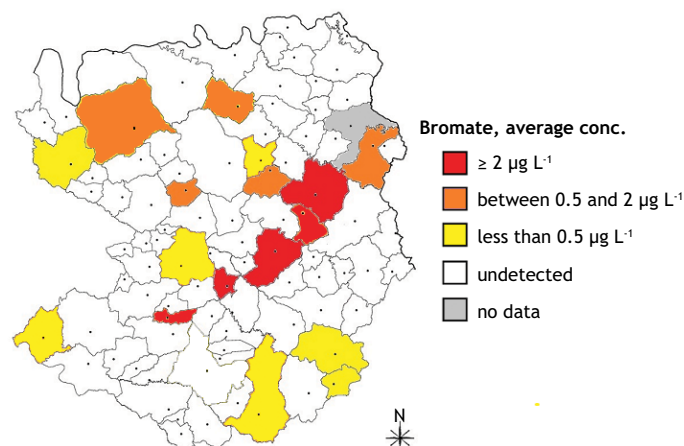 Bromate, average conc.
≥ 2 µg L⁻¹
between 0.5 and 2 µg L⁻¹
less than 0.5 µg L⁻¹
undetected
no data
N